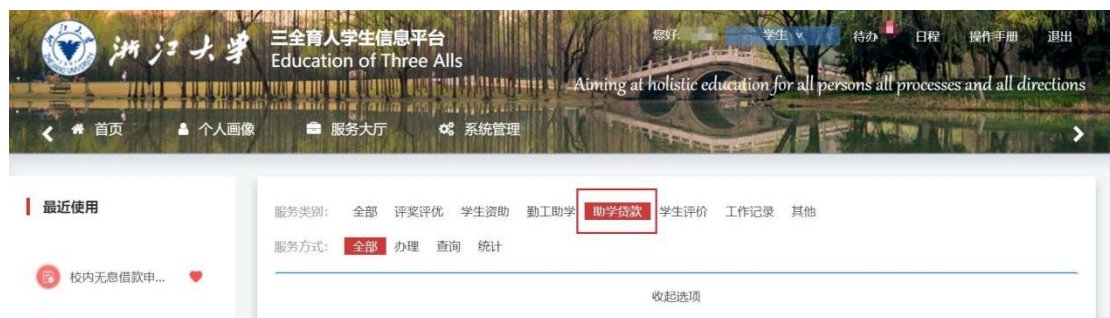 浙江大学
三全育人学生信息平台
Education of Three Alls
您好: 学生 待办 日程 操作手册 退出
Aiming at holistic education for all persons all processes and all directions
首页 个人画像 服务大厅 系统管理
最近使用
服务类别: 全部 评奖评优 学生资助 勤工助学 助学贷款 学生评价 工作记录 其他
服务方式: 全部 办理 查询 统计
校内无息借款申...
收起选项